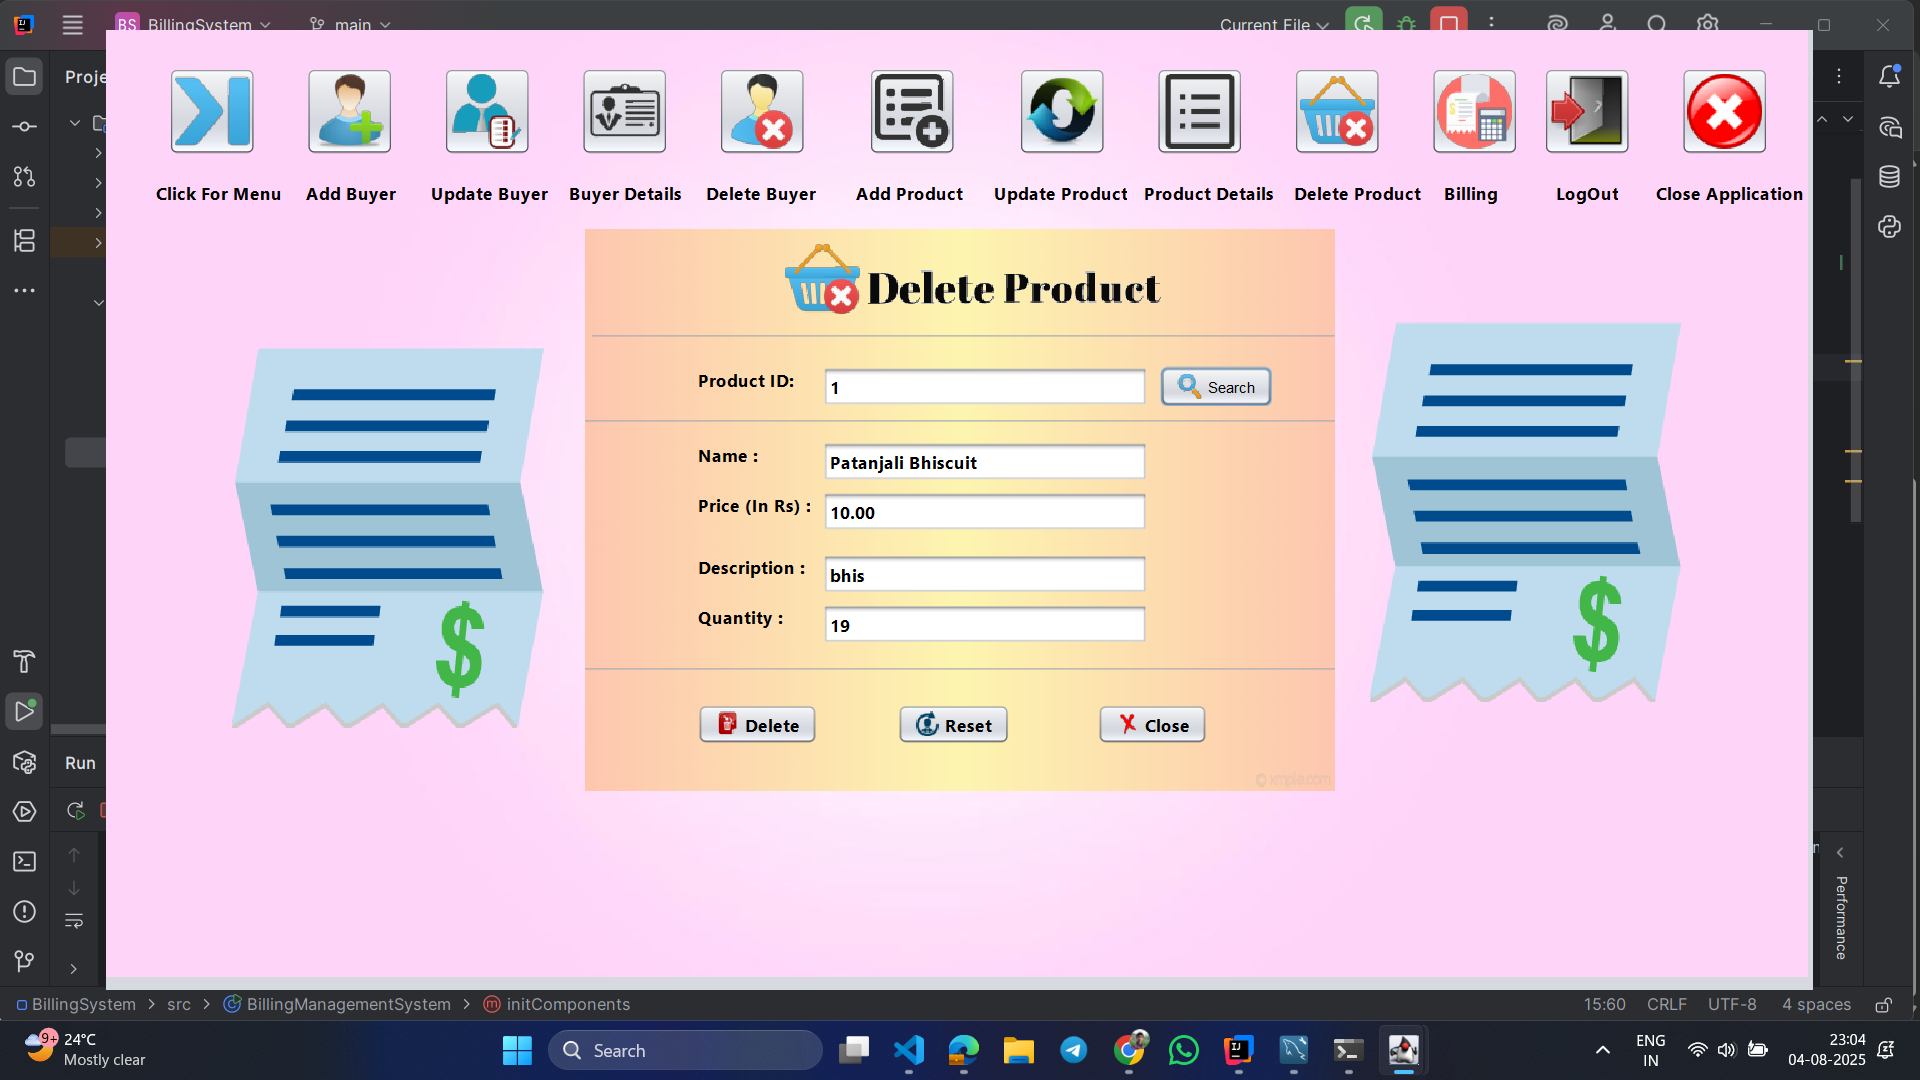 BS BillingSystem main Current File
Proje
Click For Menu Add Buyer Update Buyer Buyer Details Delete Buyer Add Product Update Product Product Details Delete Product Billing LogOut Close Application
Delete Product
Product ID: 1 Search
Name : Patanjali Bhiscuit
Price (In Rs) : 10.00
Description : bhis
Quantity : 19
Delete Reset Close
© xmple.com
Run
Performance
BillingSystem > src > BillingManagementSystem > initComponents 15:60 CRLF UTF-8 4 spaces
9+ 24°C
Mostly clear
Search
ENG
IN
23:04
04-08-2025